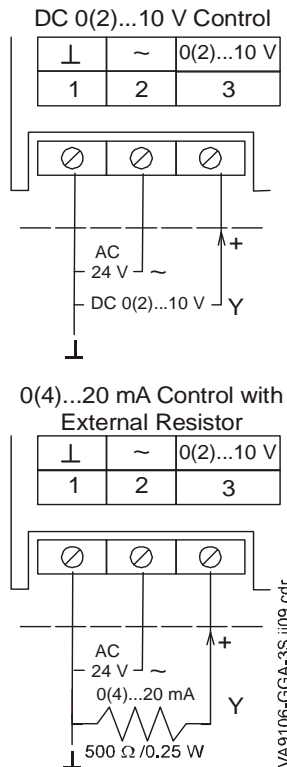 DC 0(2)...10 V Control
⊥ ~ 0(2)...10 V
1 2 3
AC
24 V ~
+
DC 0(2)...10 V Y
⊥
0(4)...20 mA Control with
External Resistor
⊥ ~ 0(2)...10 V
1 2 3
+
AC
24 V ~
0(4)...20 mA
Y
500 Ω /0.25 W
⊥
VA9106-GGA-3S ii09.cdr